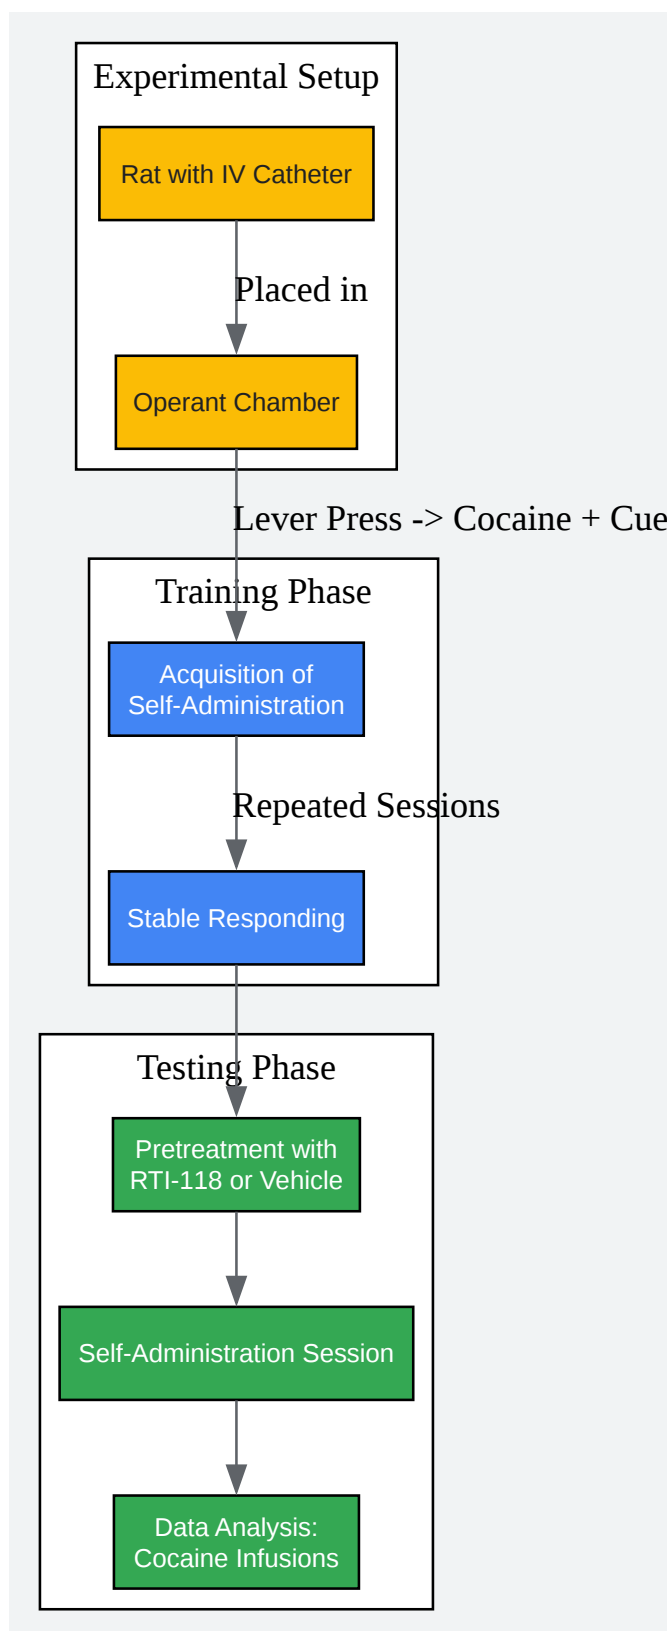 Experimental Setup
Rat with IV Catheter
Placed in
Operant Chamber
Lever Press -> Cocaine + Cue
Training Phase
Acquisition of
Self-Administration
Repeated Sessions
Stable Responding
Testing Phase
Pretreatment with
RTI-118 or Vehicle
Self-Administration Session
Data Analysis:
Cocaine Infusions